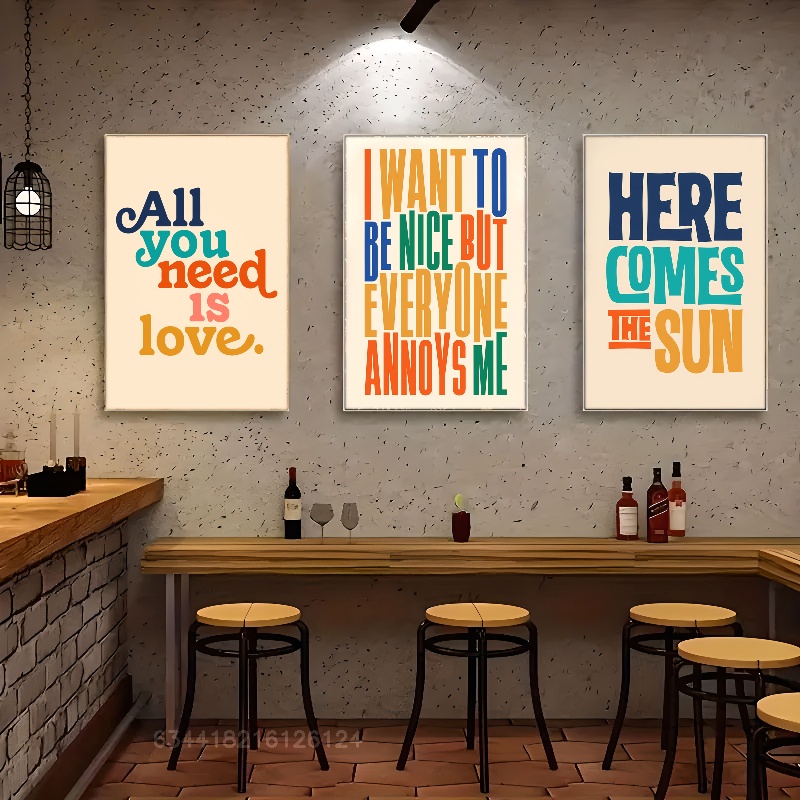 All
you
need
is
love.
I WANT TO
BE NICE BUT
EVERYONE
ANNOYS ME
HERE
COMES
THE SUN
634418216126124